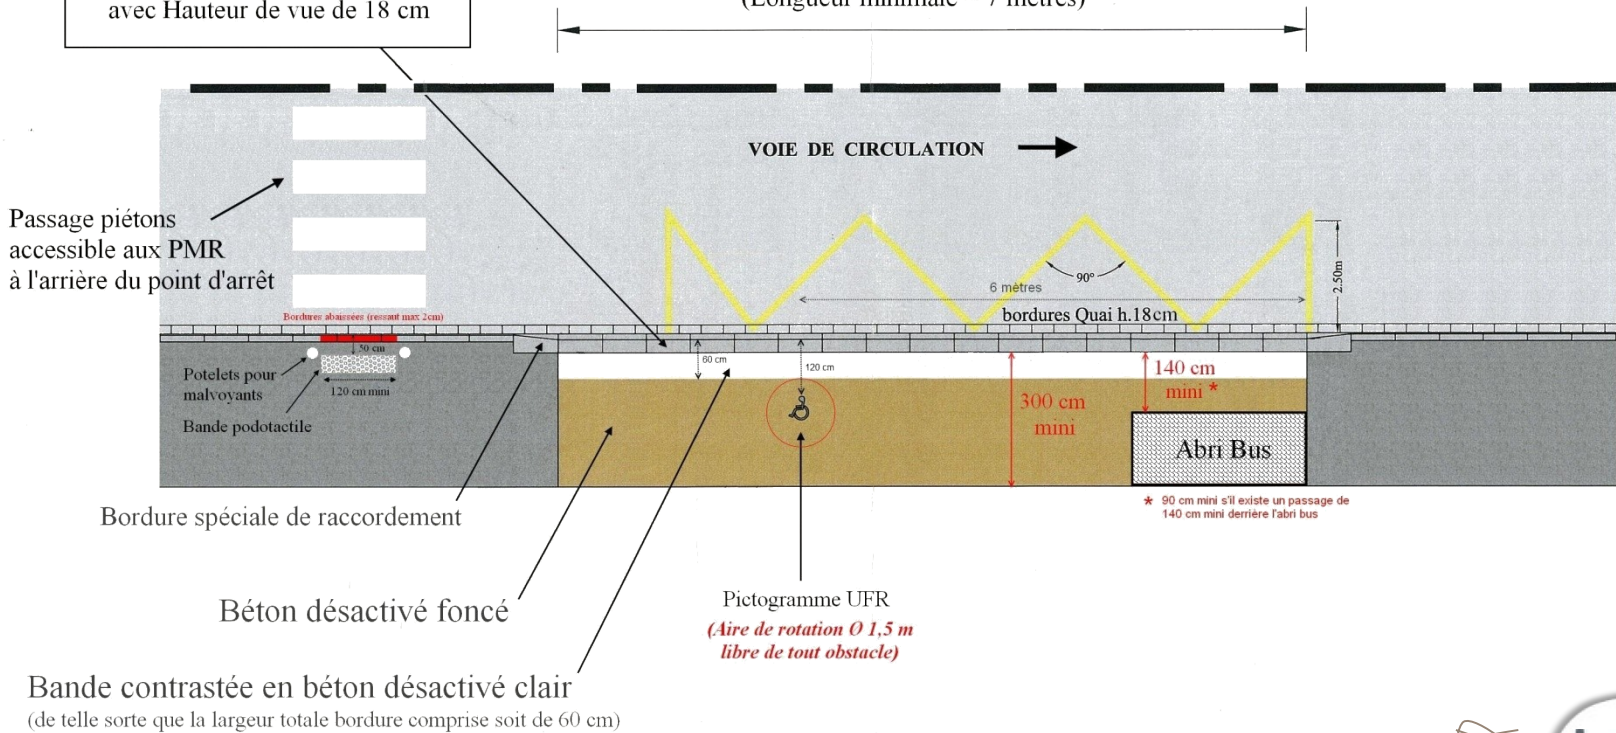 avec Hauteur de vue de 18 cm
(Longueur minimale 7 mètres)
VOIE DE CIRCULATION
Passage piétons
accessible aux PMR
à l'arrière du point d'arrêt
90°
2.50m
6 mètres
bordures Quai h.18cm
Bordures abaissées (ressaut max 2cm)
50 cm
60 cm
120 cm
140 cm
mini *
Potelets pour
malvoyants
120 cm mini
300 cm
mini
Bande podotactile
Abri Bus
* 90 cm mini s'il existe un passage de
140 cm mini derrière l'abri bus
Bordure spéciale de raccordement
Béton désactivé foncé
Pictogramme UFR
(Aire de rotation Ø 1,5 m
libre de tout obstacle)
Bande contrastée en béton désactivé clair
(de telle sorte que la largeur totale bordure comprise soit de 60 cm)